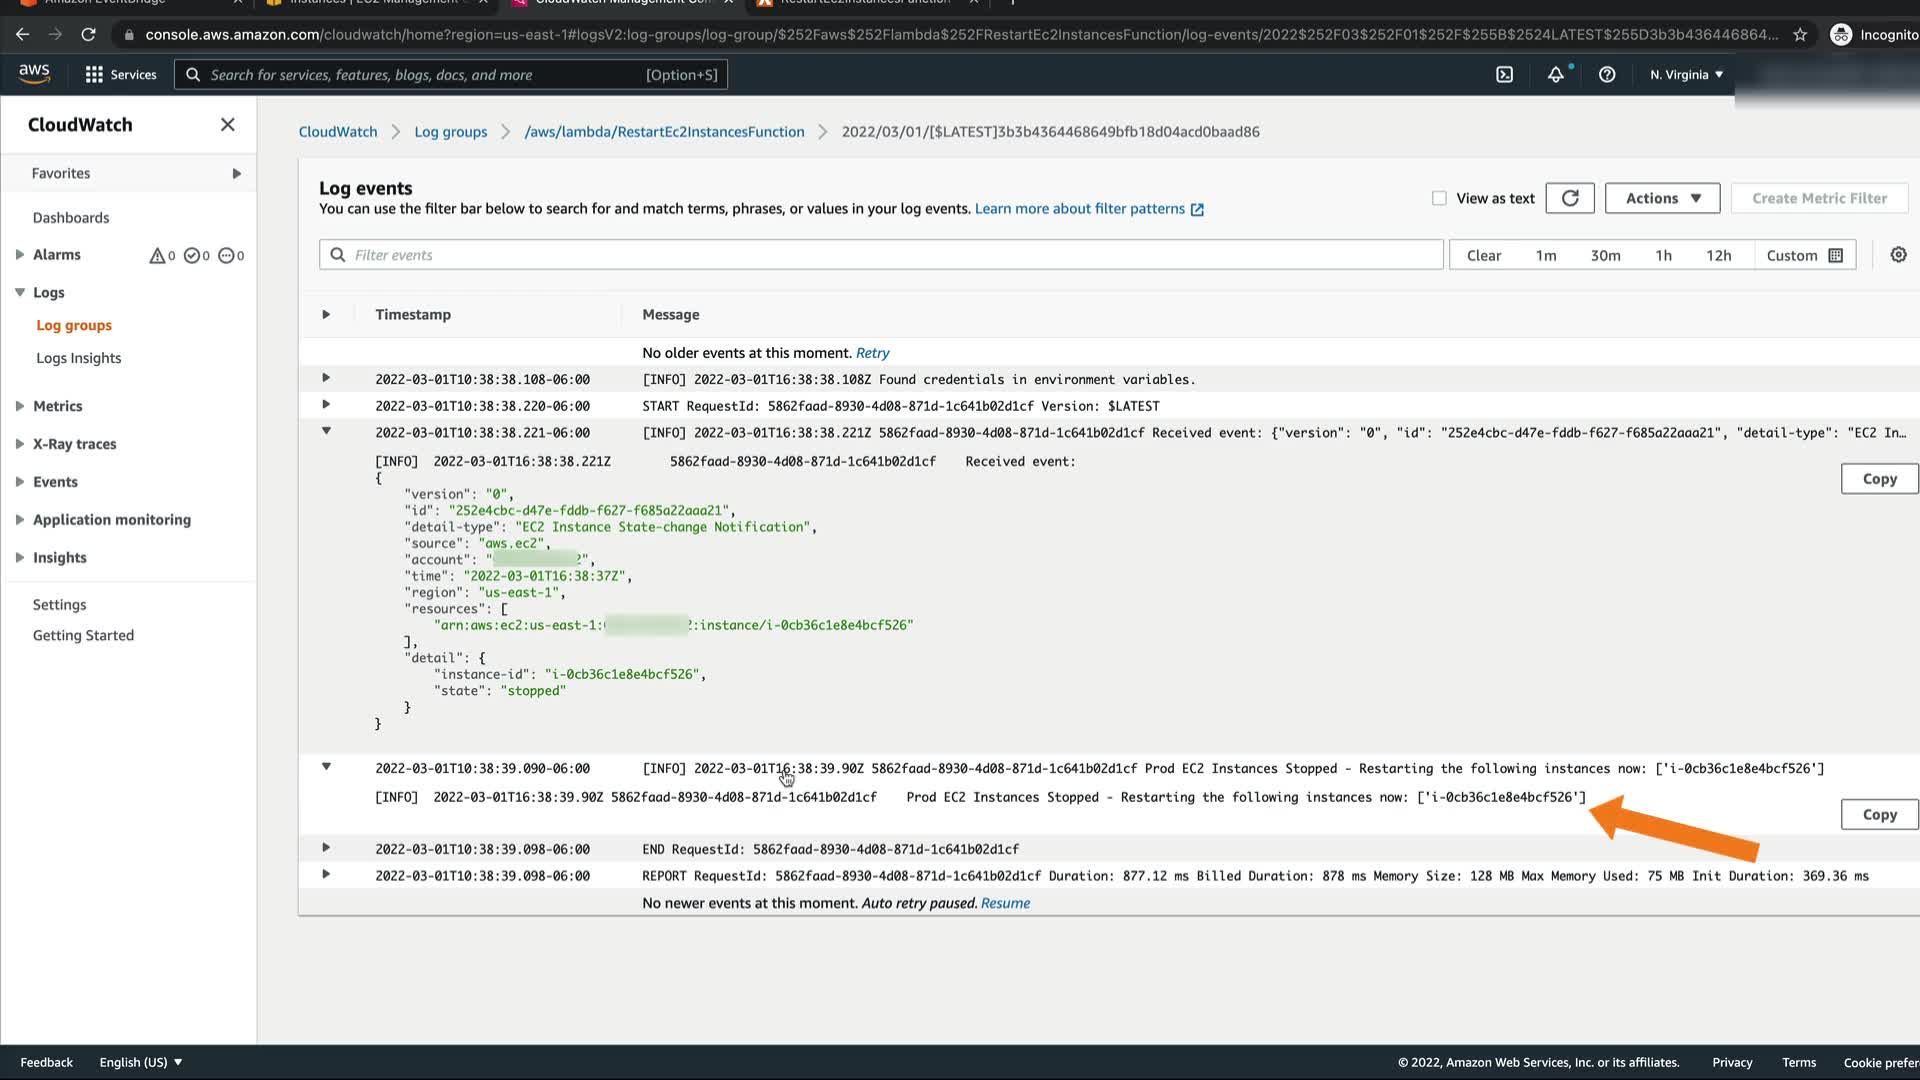 Amazon EventBridge
Instances | EC2 Management
CloudWatch Management Con
RestartEc2InstancesFunction
console.aws.amazon.com/cloudwatch/home?region=us-east-1#logsV2:log-groups/log-group/$252Faws$252Flambda$252FRestartEc2InstancesFunction/log-events/2022$252F03$252F01$252F$255B$2524LATEST$255D3b3b436446864...
Incognito
aws
Services
Search for services, features, blogs, docs, and more
[Option+S]
N. Virginia
CloudWatch
Favorites
Dashboards
Alarms
0 0 0
Logs
Log groups
Logs Insights
Metrics
X-Ray traces
Events
Application monitoring
Insights
Settings
Getting Started
CloudWatch
Log groups
/aws/lambda/RestartEc2InstancesFunction
2022/03/01/[$LATEST]3b3b4364468649bfb18d04acd0baad86
Log events
You can use the filter bar below to search for and match terms, phrases, or values in your log events. Learn more about filter patterns
View as text
Actions
Create Metric Filter
Filter events
Clear
1m
30m
1h
12h
Custom
Timestamp
Message
No older events at this moment. Retry
2022-03-01T10:38:38.108-06:00 [INFO] 2022-03-01T16:38:38.108Z Found credentials in environment variables.
2022-03-01T10:38:38.220-06:00 START RequestId: 5862faad-8930-4d08-871d-1c641b02d1cf Version: $LATEST
2022-03-01T10:38:38.221-06:00 [INFO] 2022-03-01T16:38:38.221Z 5862faad-8930-4d08-871d-1c641b02d1cf Received event: {"version": "0", "id": "252e4cbc-d47e-fddb-f627-f685a22aaa21", "detail-type": "EC2 In...
[INFO] 2022-03-01T16:38:38.221Z 5862faad-8930-4d08-871d-1c641b02d1cf Received event:
Copy
{
"version": "0",
"id": "252e4cbc-d47e-fddb-f627-f685a22aaa21",
"detail-type": "EC2 Instance State-change Notification",
"source": "aws.ec2",
"account": " 2",
"time": "2022-03-01T16:38:37Z",
"region": "us-east-1",
"resources": [
"arn:aws:ec2:us-east-1: 2:instance/i-0cb36c1e8e4bcf526"
],
"detail": {
"instance-id": "i-0cb36c1e8e4bcf526",
"state": "stopped"
}
}
2022-03-01T10:38:39.090-06:00 [INFO] 2022-03-01T16:38:39.90Z 5862faad-8930-4d08-871d-1c641b02d1cf Prod EC2 Instances Stopped - Restarting the following instances now: ['i-0cb36c1e8e4bcf526']
[INFO] 2022-03-01T16:38:39.90Z 5862faad-8930-4d08-871d-1c641b02d1cf Prod EC2 Instances Stopped - Restarting the following instances now: ['i-0cb36c1e8e4bcf526']
Copy
2022-03-01T10:38:39.098-06:00 END RequestId: 5862faad-8930-4d08-871d-1c641b02d1cf
2022-03-01T10:38:39.098-06:00 REPORT RequestId: 5862faad-8930-4d08-871d-1c641b02d1cf Duration: 877.12 ms Billed Duration: 878 ms Memory Size: 128 MB Max Memory Used: 75 MB Init Duration: 369.36 ms
No newer events at this moment. Auto retry paused. Resume
Feedback
English (US)
© 2022, Amazon Web Services, Inc. or its affiliates.
Privacy
Terms
Cookie prefer